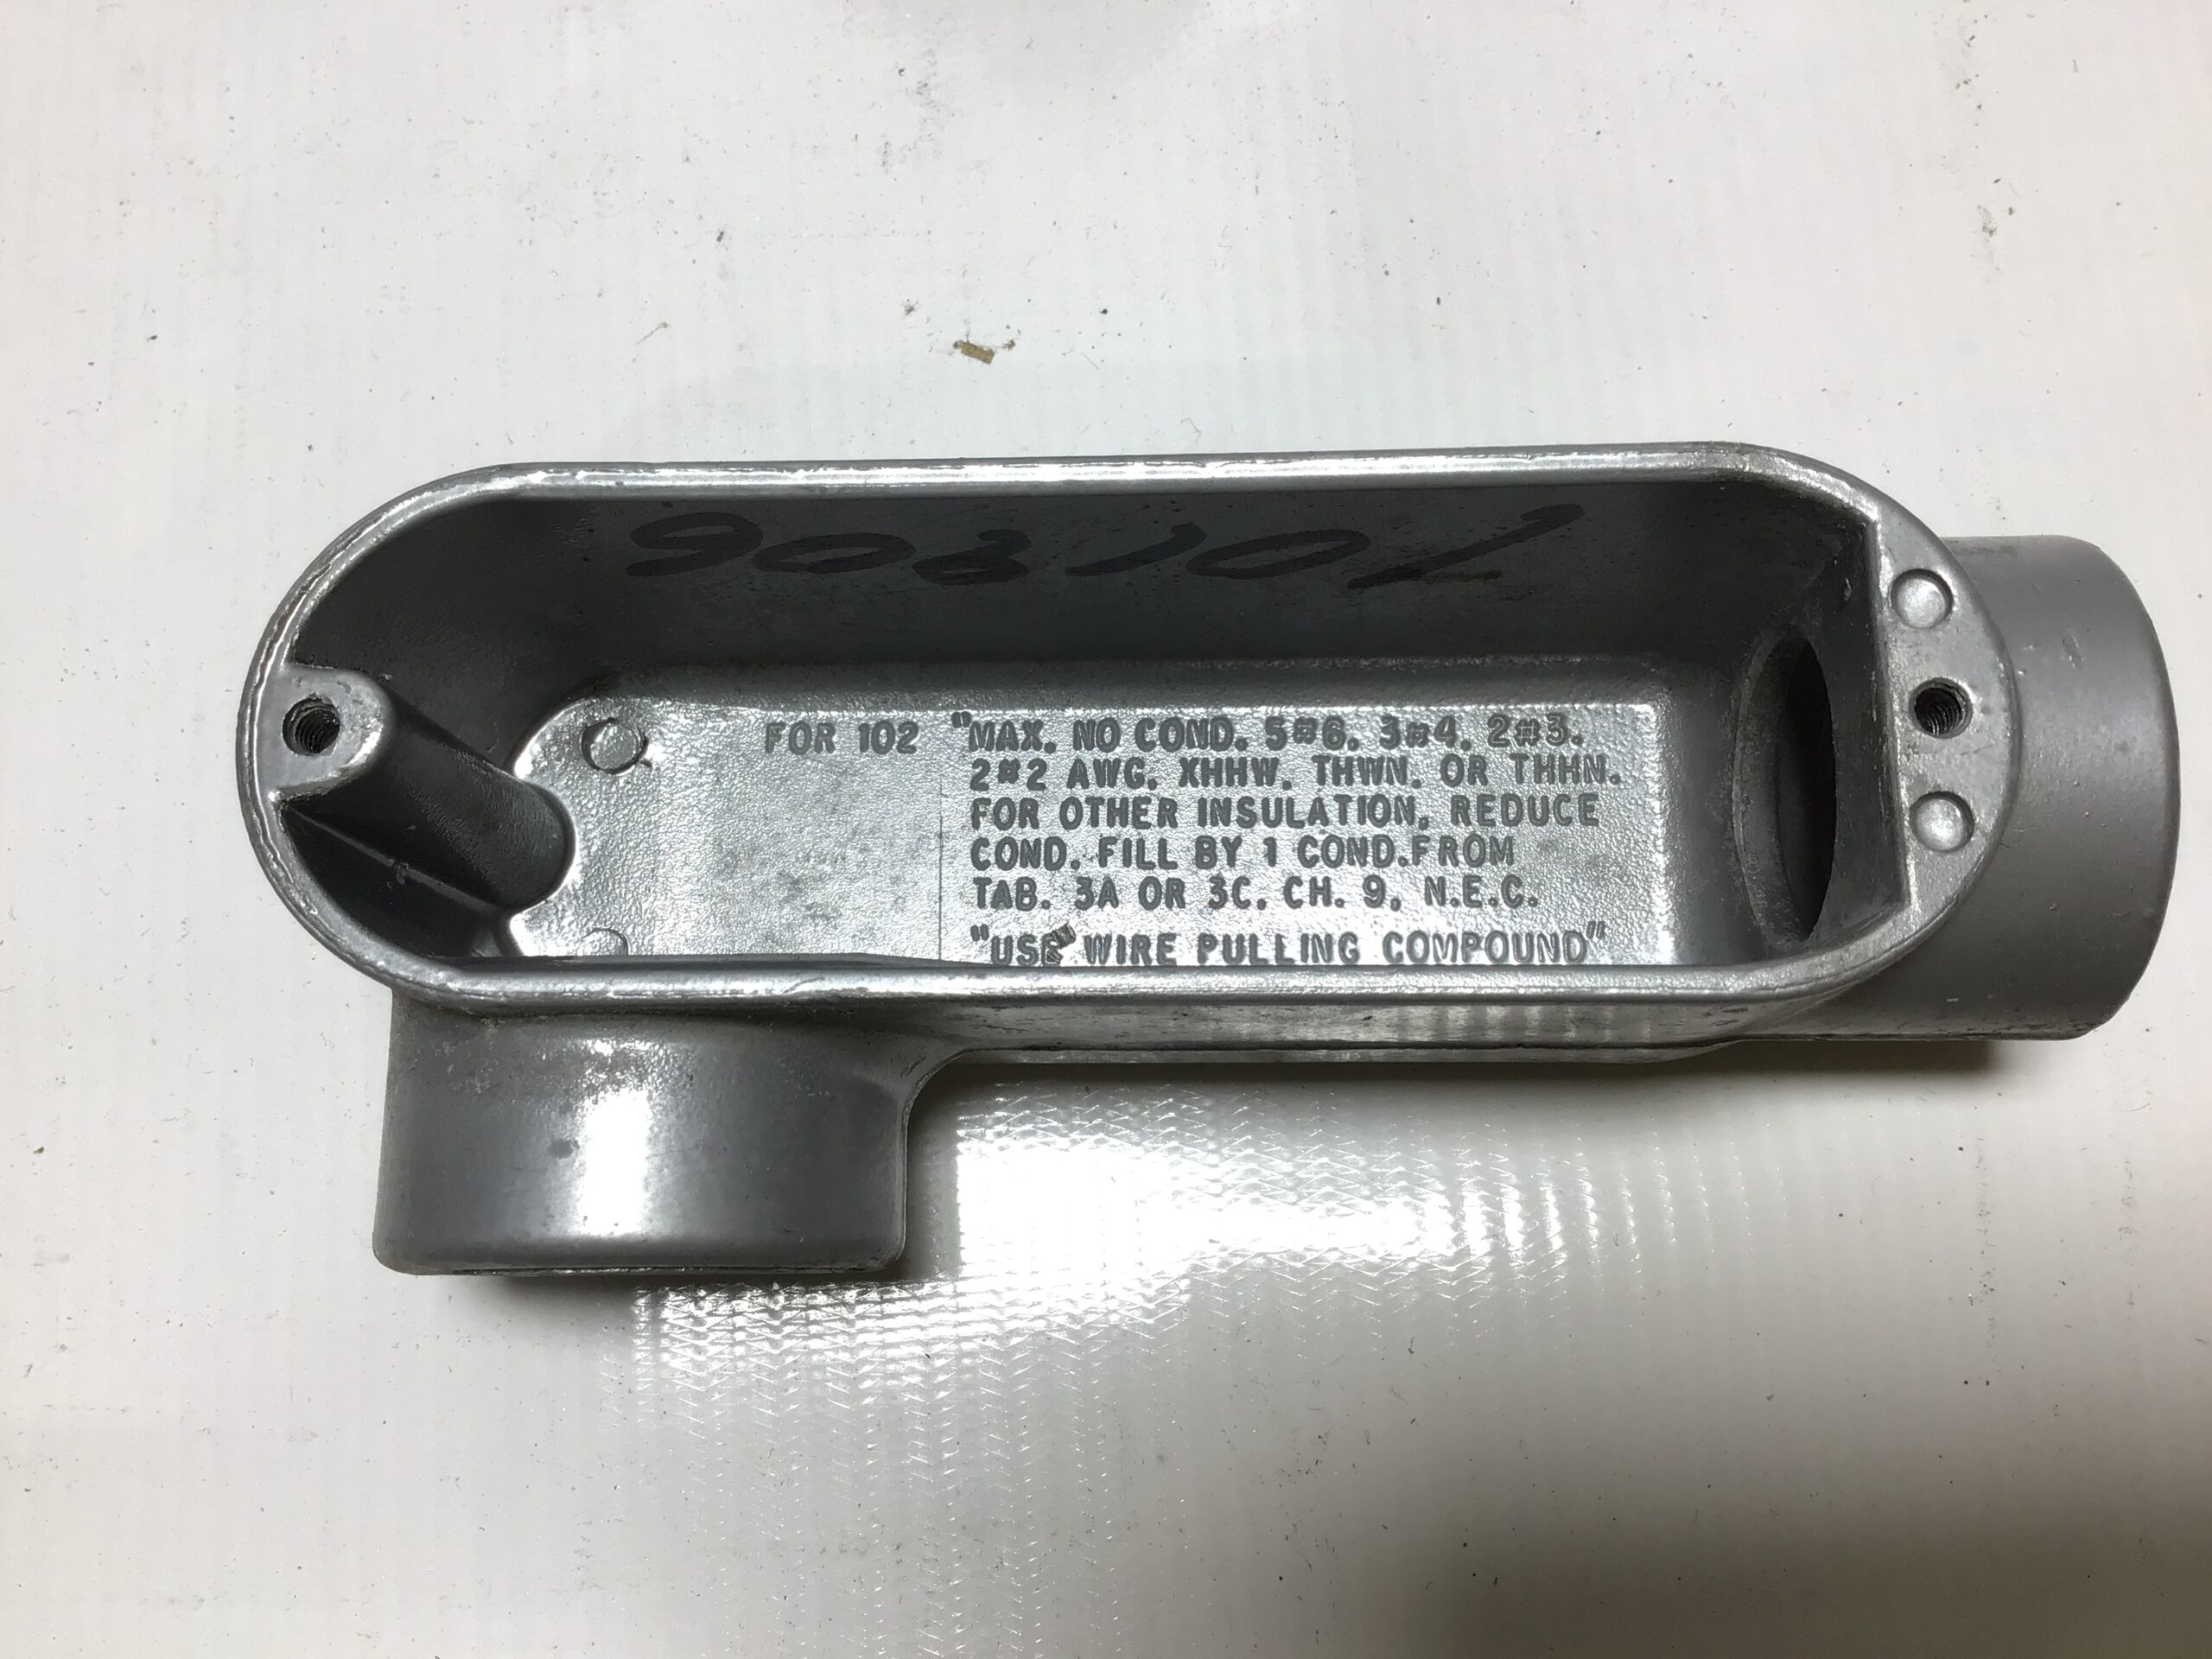 908101
FOR 102 "MAX. NO COND. 5#6. 3#4. 2#3.
2#2 AWG. XHHW. THWN. OR THHN.
FOR OTHER INSULATION, REDUCE
COND. FILL BY 1 COND.FROM
TAB. 3A OR 3C. CH. 9, N.E.C.
"USE WIRE PULLING COMPOUND"